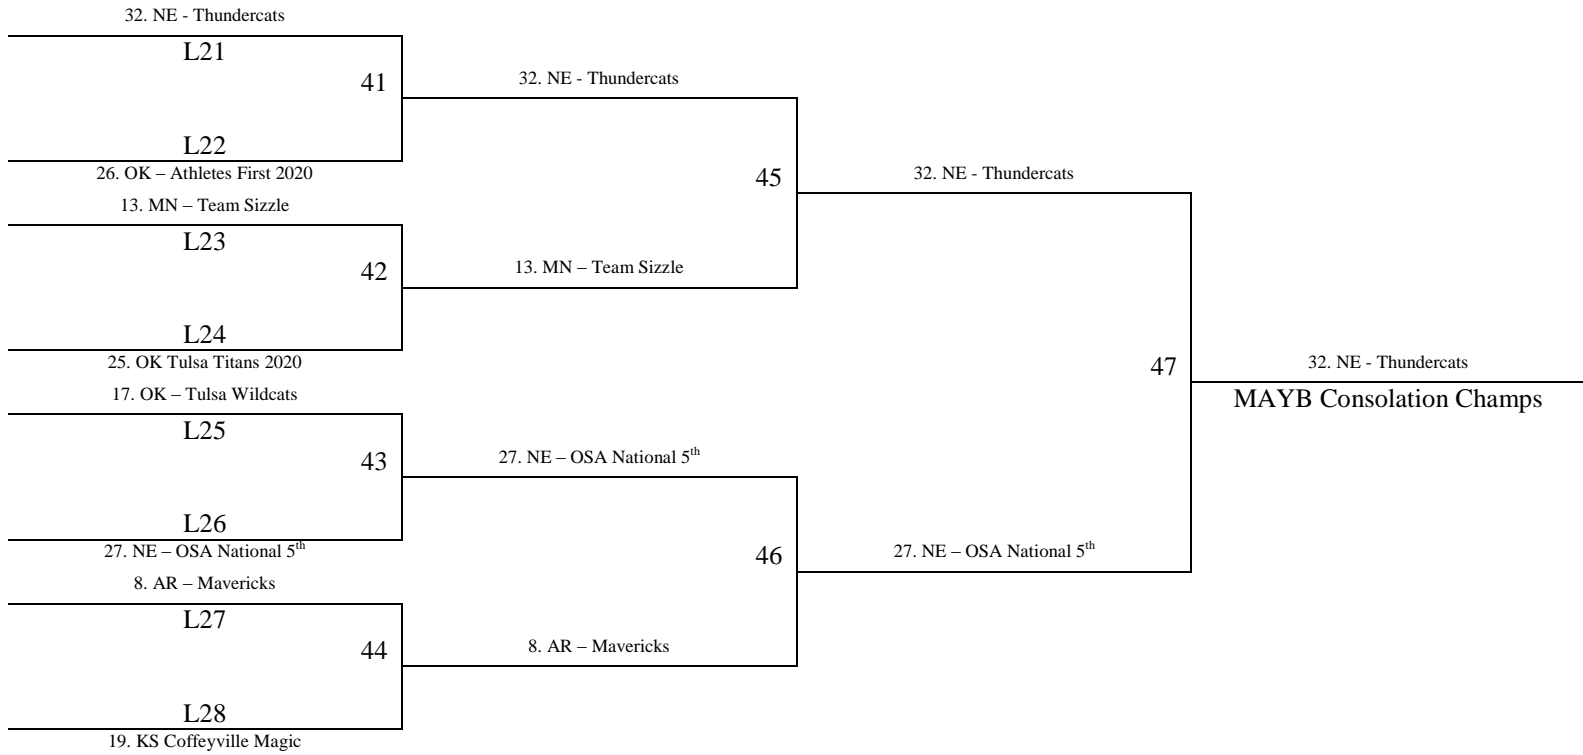 32. NE - Thundercats
L21
41
L22
26. OK – Athletes First 2020
13. MN – Team Sizzle
L23
42
L24
25. OK Tulsa Titans 2020
17. OK – Tulsa Wildcats
L25
43
L26
27. NE – OSA National 5th
8. AR – Mavericks
L27
44
L28
19. KS Coffeyville Magic
32. NE - Thundercats
45
13. MN – Team Sizzle
27. NE – OSA National 5th
46
8. AR – Mavericks
32. NE - Thundercats
47
27. NE – OSA National 5th
32. NE - Thundercats
MAYB Consolation Champs